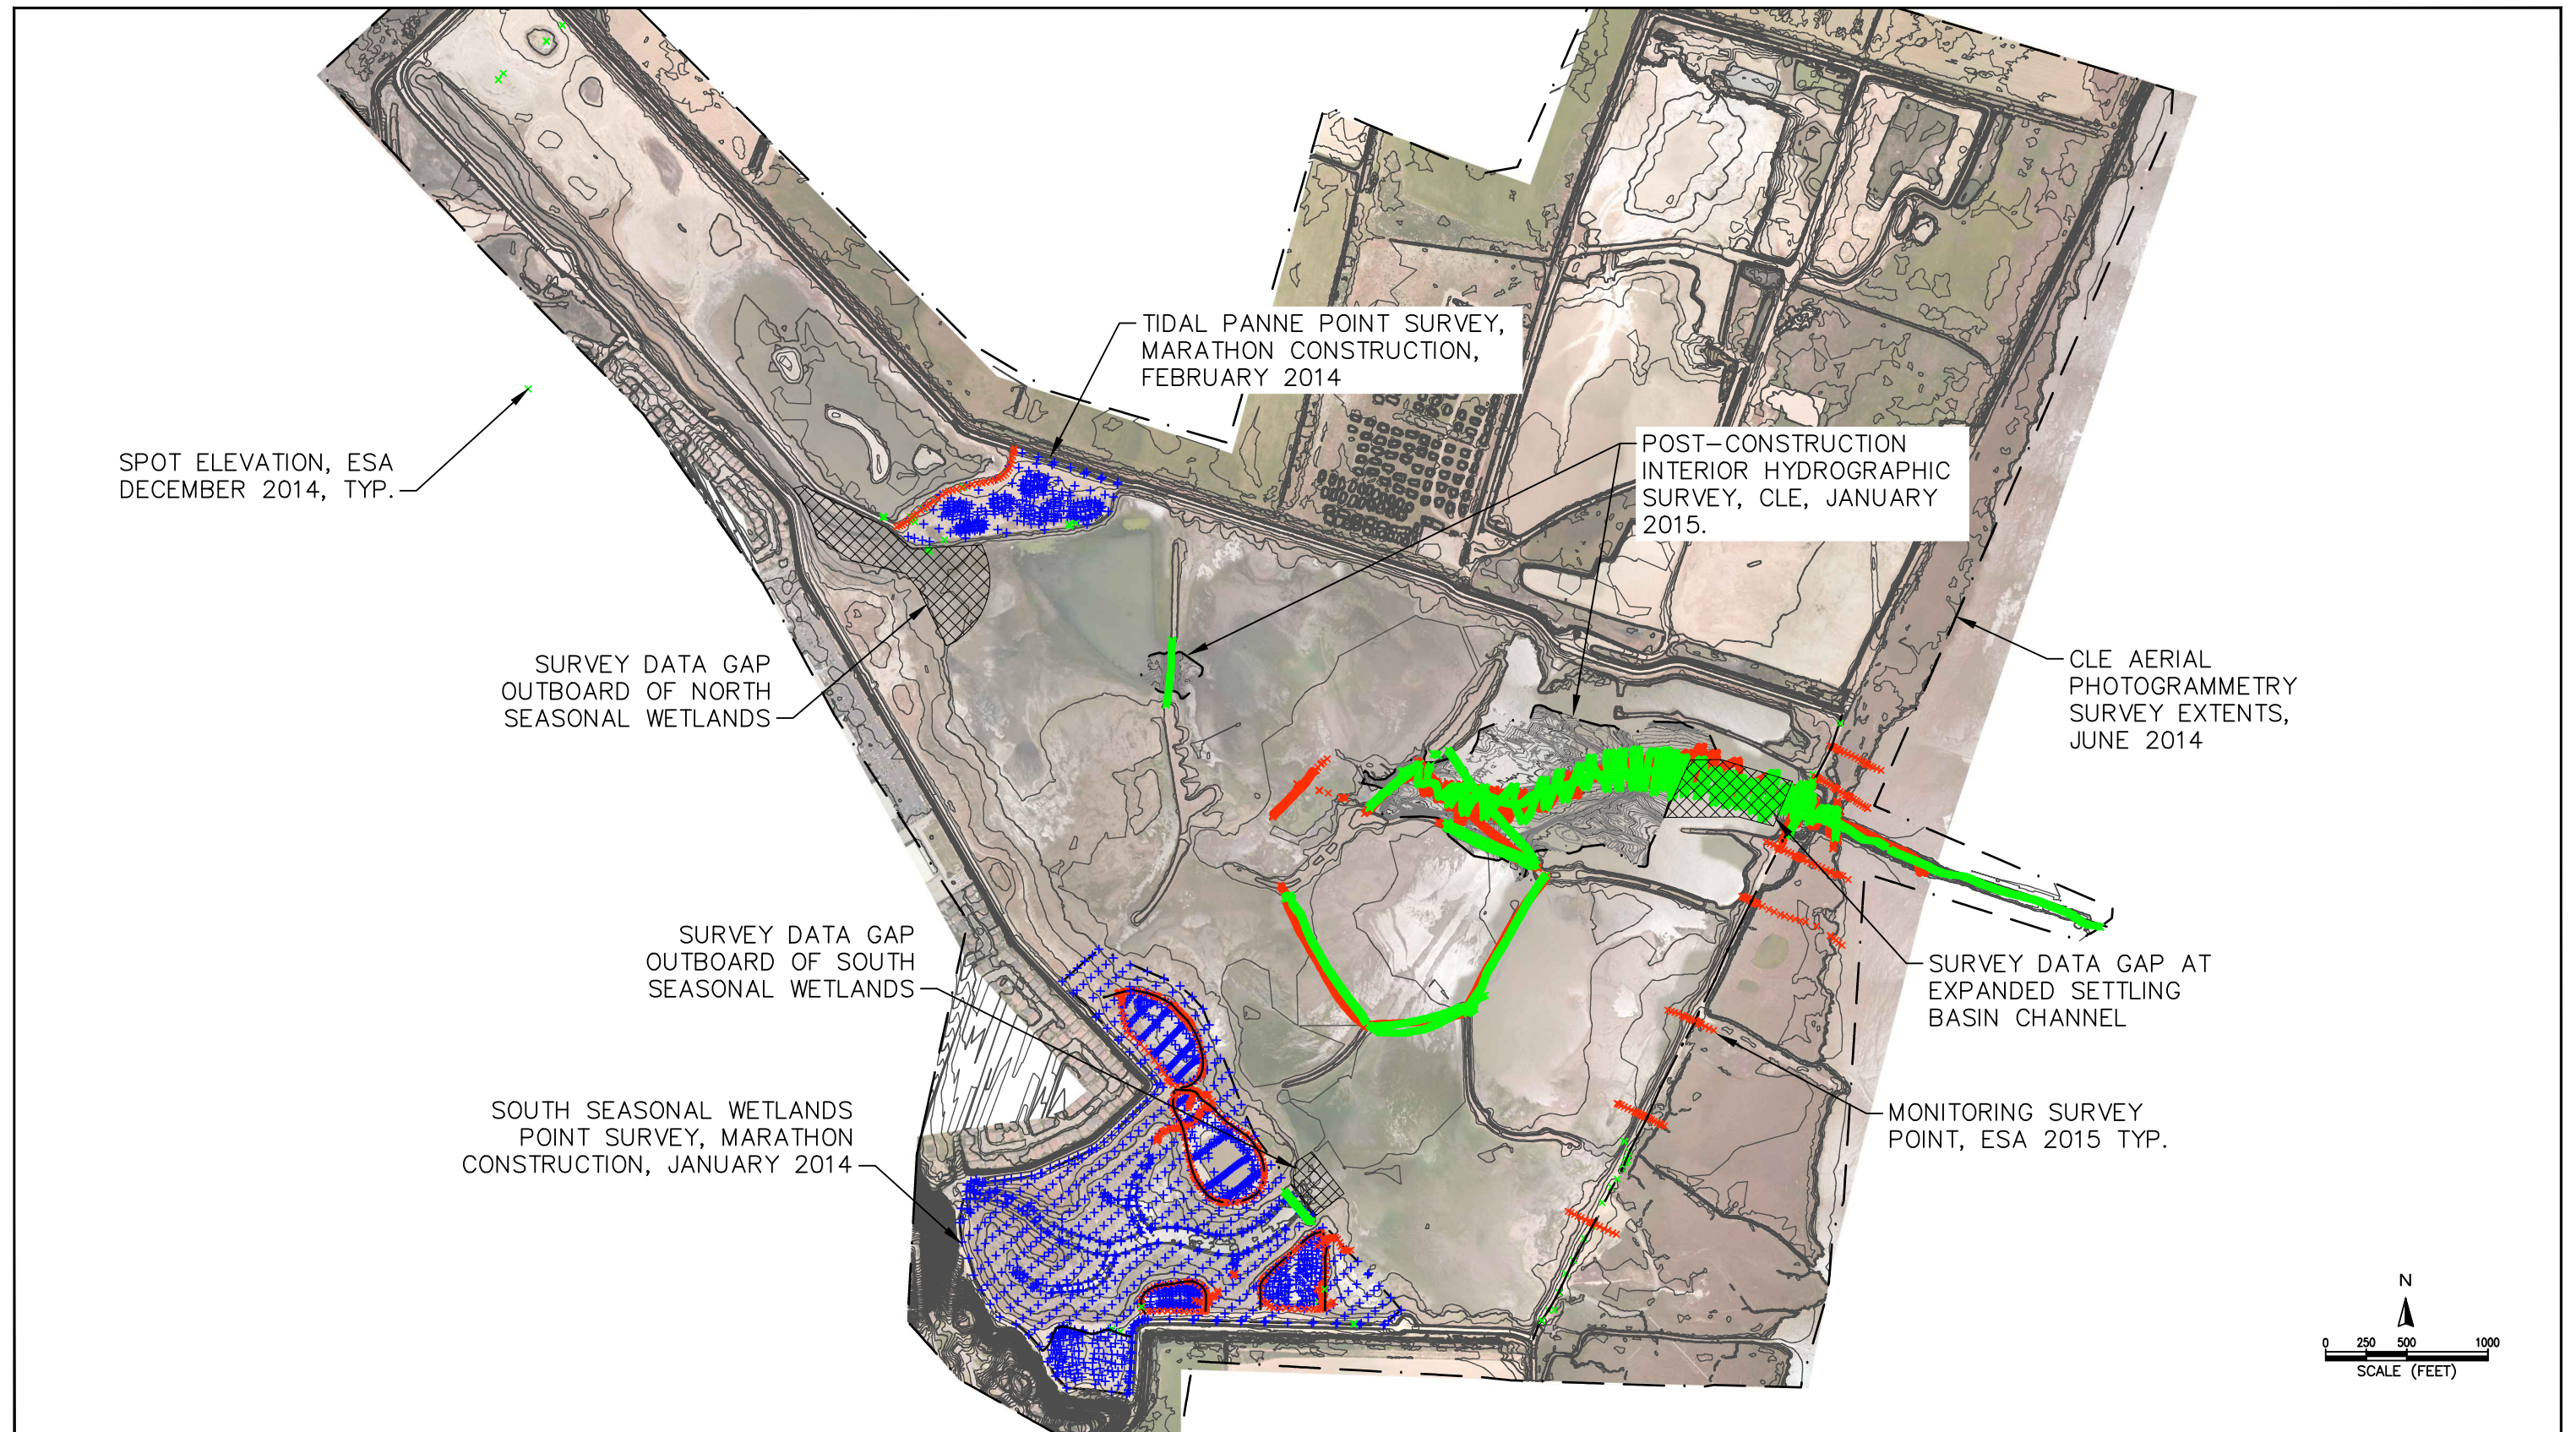 TIDAL PANNE POINT SURVEY,
MARATHON CONSTRUCTION,
FEBRUARY 2014
POST-CONSTRUCTION
INTERIOR HYDROGRAPHIC
SURVEY, CLE, JANUARY
2015.
SPOT ELEVATION, ESA
DECEMBER 2014, TYP.
SURVEY DATA GAP
OUTBOARD OF NORTH
SEASONAL WETLANDS
CLE AERIAL
PHOTOGRAMMETRY
SURVEY EXTENTS,
JUNE 2014
SURVEY DATA GAP
OUTBOARD OF SOUTH
SEASONAL WETLANDS
SURVEY DATA GAP AT
EXPANDED SETTLING
BASIN CHANNEL
SOUTH SEASONAL WETLANDS
POINT SURVEY, MARATHON
CONSTRUCTION, JANUARY 2014
MONITORING SURVEY
POINT, ESA 2015 TYP.
N
0 250 500 1000
SCALE (FEET)